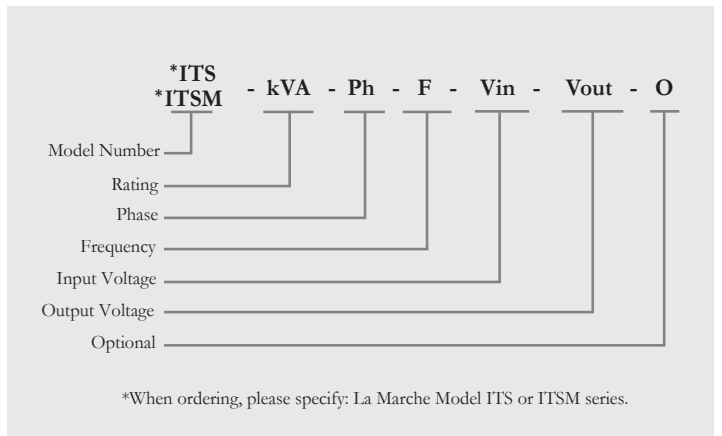 *ITS
*ITSM - kVA - Ph - F - Vin - Vout - O
Model Number
Rating
Phase
Frequency
Input Voltage
Output Voltage
Optional
*When ordering, please specify: La Marche Model ITS or ITSM series.